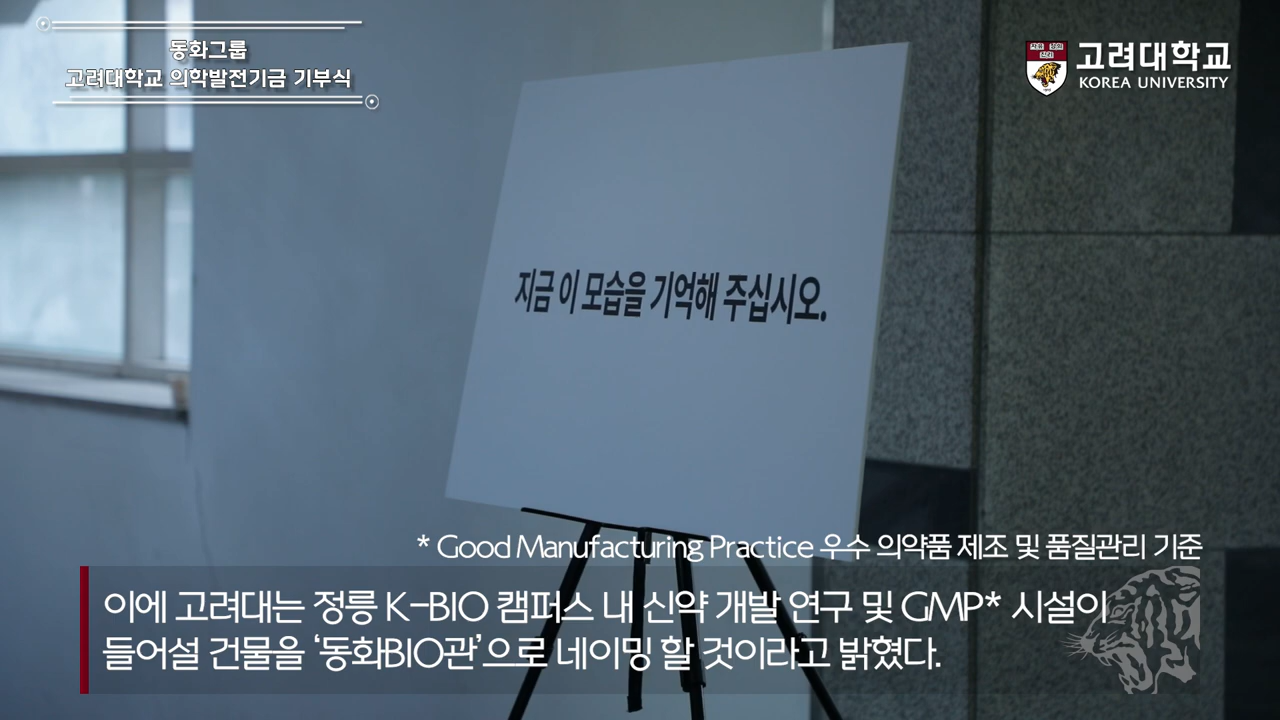 동화그룹
고려대학교 의학발전기금 기부식
고려대학교
KOREA UNIVERSITY
지금 이 모습을 기억해 주십시오.
* Good Manufacturing Practice 우수 의약품 제조 및 품질관리 기준
이에 고려대는 정릉 K-BIO 캠퍼스 내 신약 개발 연구 및 GMP* 시설이
들어설 건물을 ‘동화BIO관’으로 네이밍 할 것이라고 밝혔다.